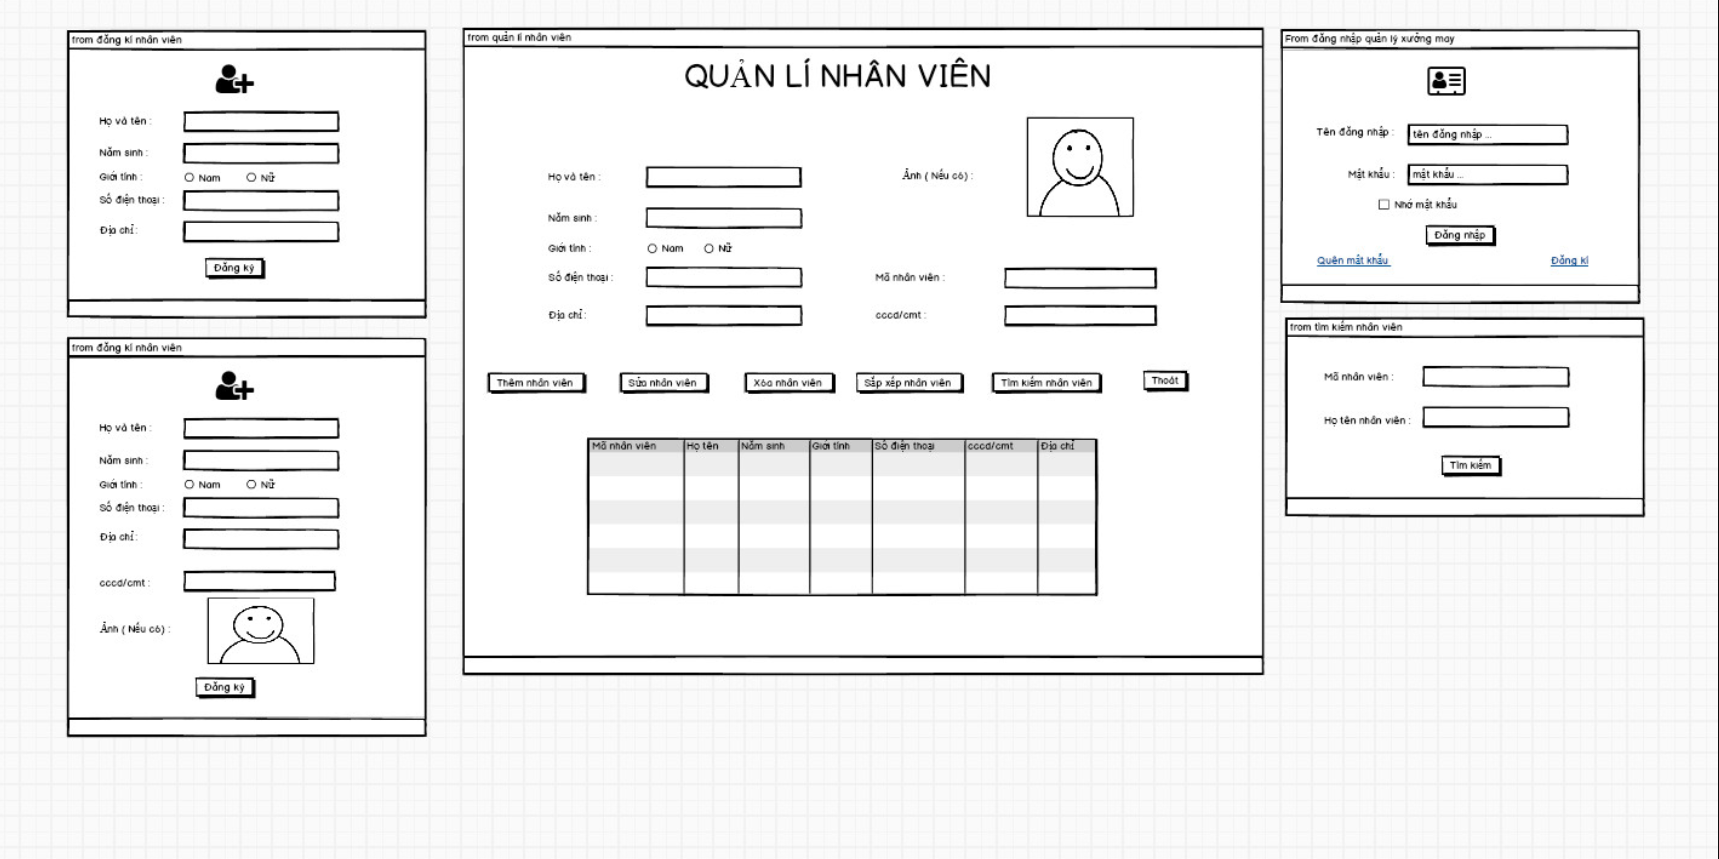 from đăng kí nhân viên
Họ và tên :
Năm sinh :
Giới tính :
Nam
Nữ
Số điện thoại :
Địa chỉ :
Đăng ký
from đăng kí nhân viên
Họ và tên :
Năm sinh :
Giới tính :
Nam
Nữ
Số điện thoại :
Địa chỉ :
cccd/cmt :
Ảnh ( Nếu có) :
Đăng ký
from quản lí nhân viên
QUẢN LÍ NHÂN VIÊN
Họ và tên :
Ảnh ( Nếu có) :
Năm sinh :
Giới tính :
Nam
Nữ
Số điện thoại :
Mã nhân viên :
Địa chỉ :
cccd/cmt :
Thêm nhân viên
Sửa nhân viên
Xóa nhân viên
Sắp xếp nhân viên
Tìm kiếm nhân viên
Thoát
Mã nhân viên
Họ tên
Năm sinh
Giới tính
Số điện thoại
cccd/cmt
Địa chỉ
From đăng nhập quản lý xưởng may
Tên đăng nhập :
tên đăng nhập ...
Mật khẩu :
mật khẩu ...
Nhớ mật khẩu
Đăng nhập
Quên mât khẩu
Đăng kí
from tìm kiếm nhân viên
Mã nhân viên :
Họ tên nhân viên :
Tìm kiếm